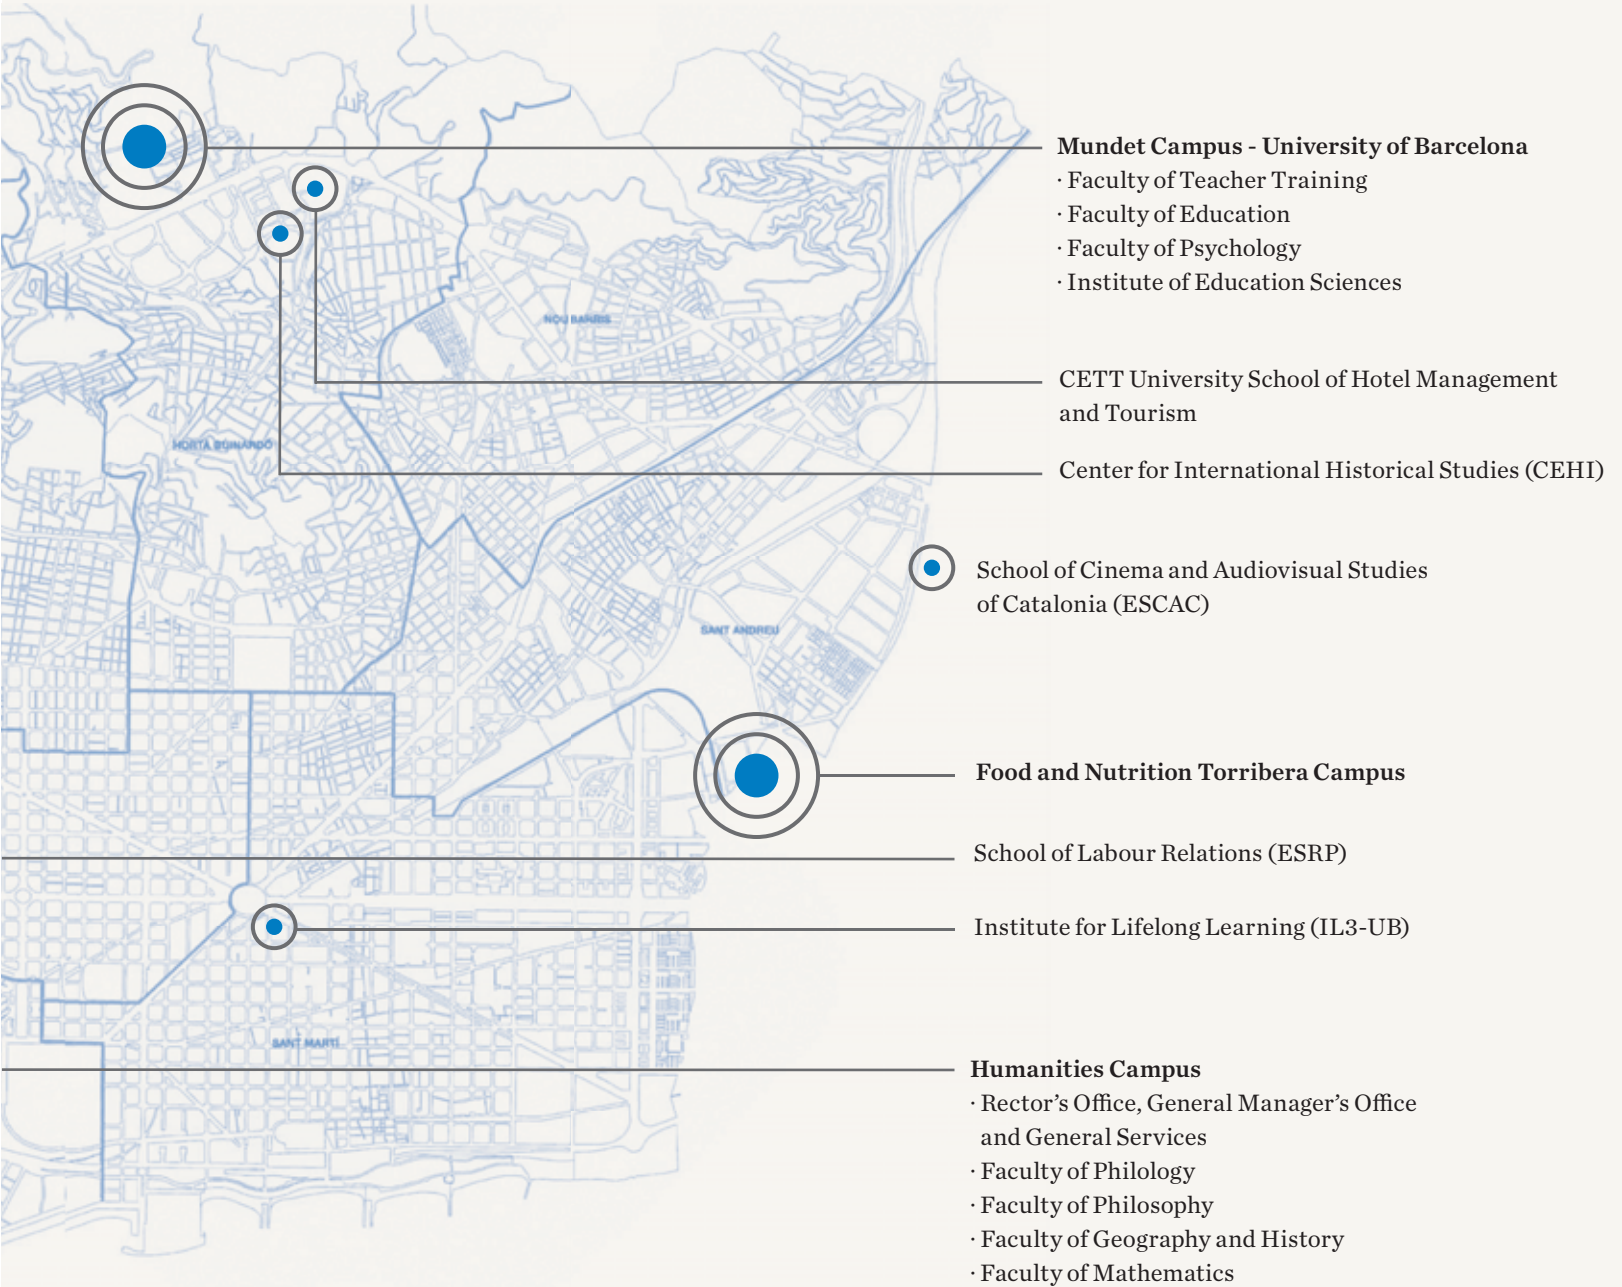 Mundet Campus - University of Barcelona
· Faculty of Teacher Training
· Faculty of Education
· Faculty of Psychology
· Institute of Education Sciences
NOU BARRIS
CETT University School of Hotel Management
and Tourism
HORTA GUINARDÓ
Center for International Historical Studies (CEHI)
School of Cinema and Audiovisual Studies
of Catalonia (ESCAC)
SANT ANDREU
Food and Nutrition Torribera Campus
School of Labour Relations (ESRP)
Institute for Lifelong Learning (IL3-UB)
SANT MARTÍ
Humanities Campus
· Rector’s Office, General Manager’s Office
and General Services
· Faculty of Philology
· Faculty of Philosophy
· Faculty of Geography and History
· Faculty of Mathematics